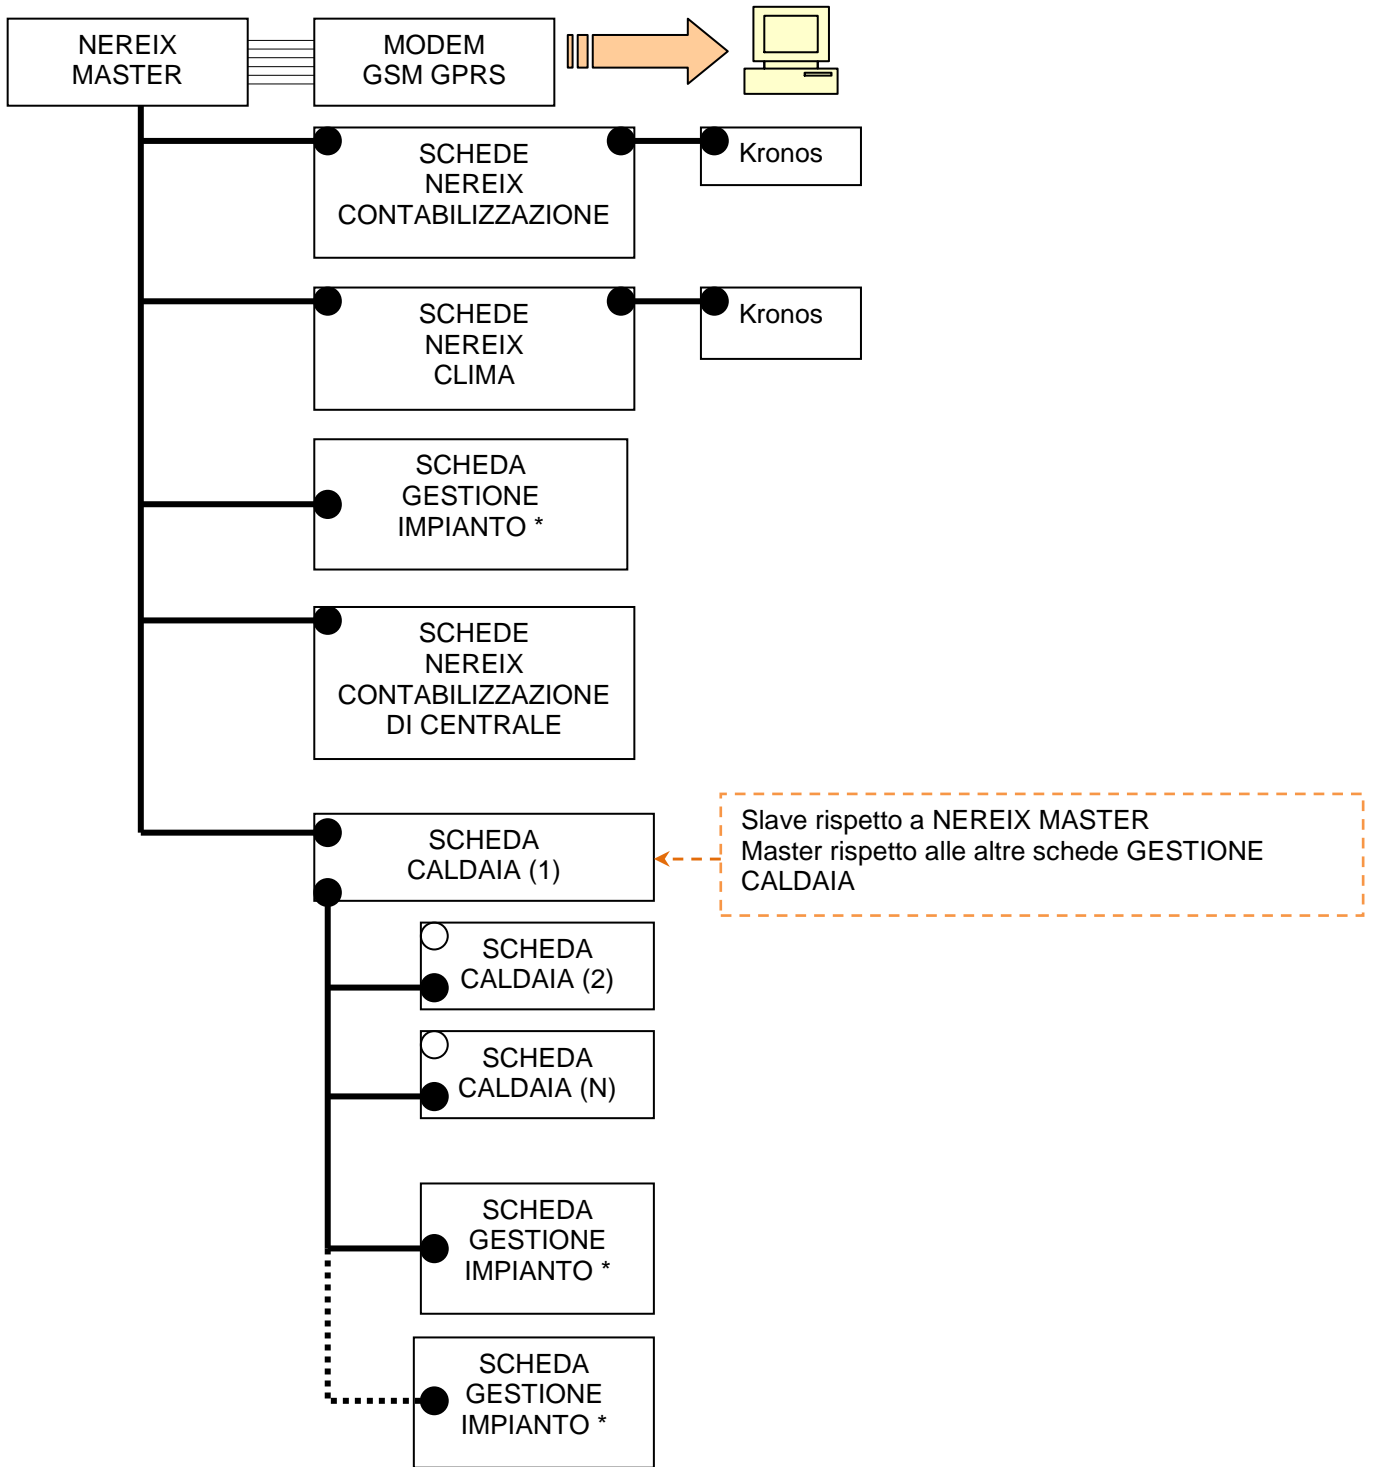 NEREIX
MASTER
MODEM
GSM GPRS
SCHEDE
NEREIX
CONTABILIZZAZIONE
Kronos
SCHEDE
NEREIX
CLIMA
Kronos
SCHEDA
GESTIONE
IMPIANTO *
SCHEDE
NEREIX
CONTABILIZZAZIONE
DI CENTRALE
SCHEDA
CALDAIA (1)
Slave rispetto a NEREIX MASTER
Master rispetto alle altre schede GESTIONE
CALDAIA
SCHEDA
CALDAIA (2)
SCHEDA
CALDAIA (N)
SCHEDA
GESTIONE
IMPIANTO *
SCHEDA
GESTIONE
IMPIANTO *